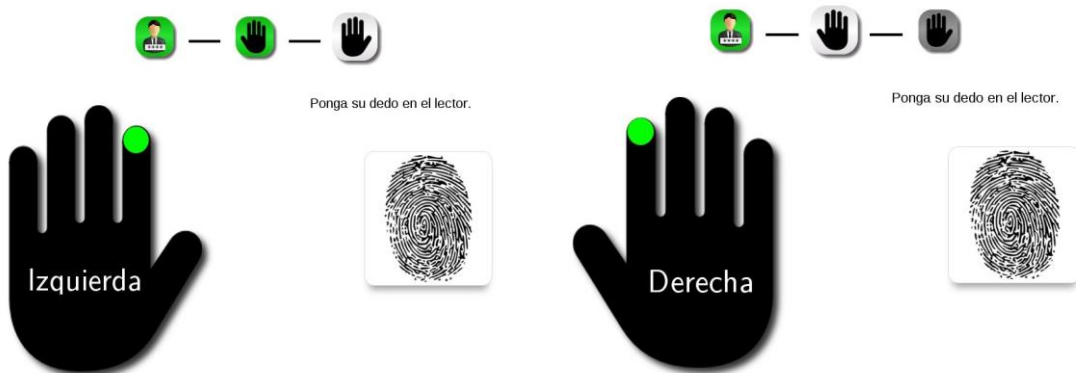 Ponga su dedo en el lector.
Izquierda
Ponga su dedo en el lector.
Derecha